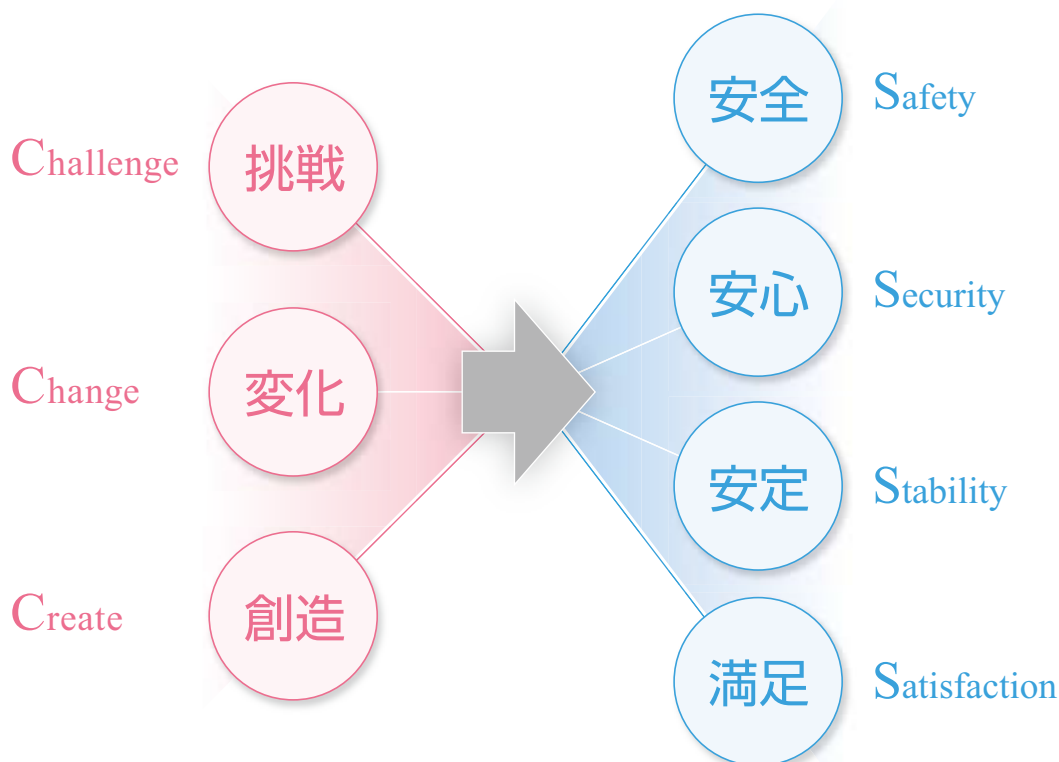 Challenge
挑戦
Change
変化
Create
創造
安全
Safety
安心
Security
安定
Stability
満足
Satisfaction